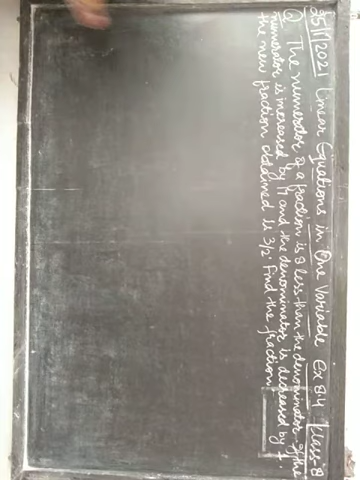 25/1/2021 Linear Equations in One Variable Ex 8.4 Class-8
Q) The numerator of a fraction is 8 less than the denominator. If the
numerator is increased by 17 and the denominator is decreased by 1.
the new fraction obtained is 3/2. Find the fraction.